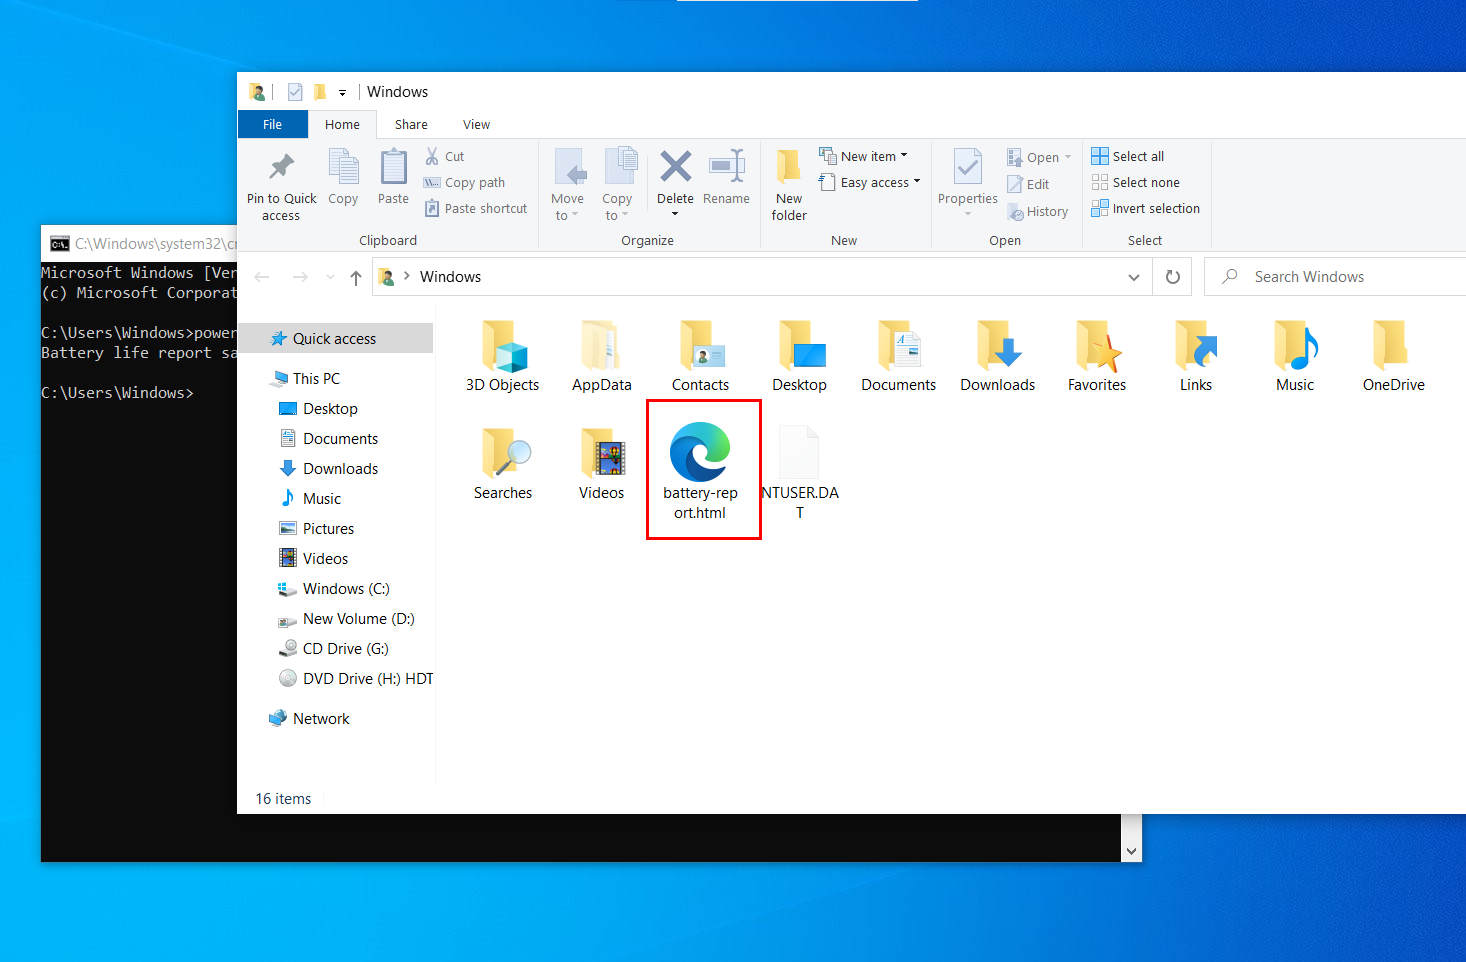 Windows
File Home Share View
Pin to Quick access
Copy
Paste
Cut
Copy path
Paste shortcut
Clipboard
Move to
Copy to
Delete
Rename
Organize
New folder
New item
Easy access
New
Properties
Open
Edit
History
Open
Select all
Select none
Invert selection
Select
Windows
Search Windows
C:\Windows\system32\c
Microsoft Windows [Ver
(c) Microsoft Corporat
C:\Users\Windows>power
Battery life report sa
C:\Users\Windows>
Quick access
This PC
Desktop
Documents
Downloads
Music
Pictures
Videos
Windows (C:)
New Volume (D:)
CD Drive (G:)
DVD Drive (H:) HDT
Network
3D Objects
AppData
Contacts
Desktop
Documents
Downloads
Favorites
Links
Music
OneDrive
Searches
Videos
battery-rep
ort.html
NTUSER.DA
T
16 items